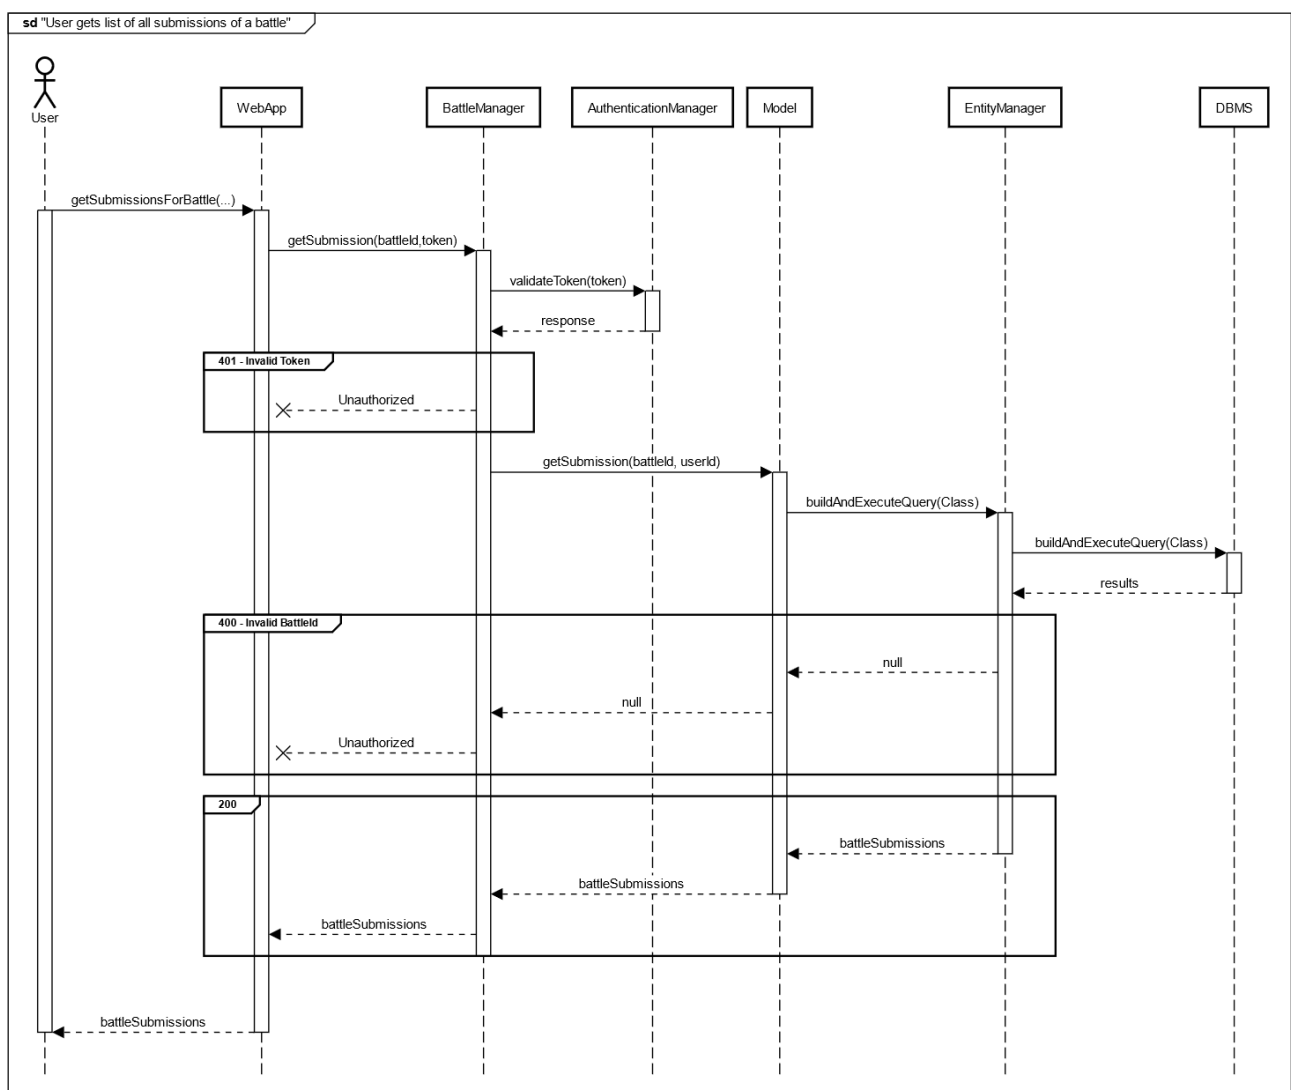 sd "User gets list of all submissions of a battle"
User
WebApp
BattleManager
AuthenticationManager
Model
EntityManager
DBMS
getSubmissionsForBattle(...)
getSubmission(battleId,token)
validateToken(token)
response
401 - Invalid Token
Unauthorized
getSubmission(battleId, userId)
buildAndExecuteQuery(Class)
buildAndExecuteQuery(Class)
results
400 - Invalid BattleId
null
null
Unauthorized
200
battleSubmissions
battleSubmissions
battleSubmissions
battleSubmissions